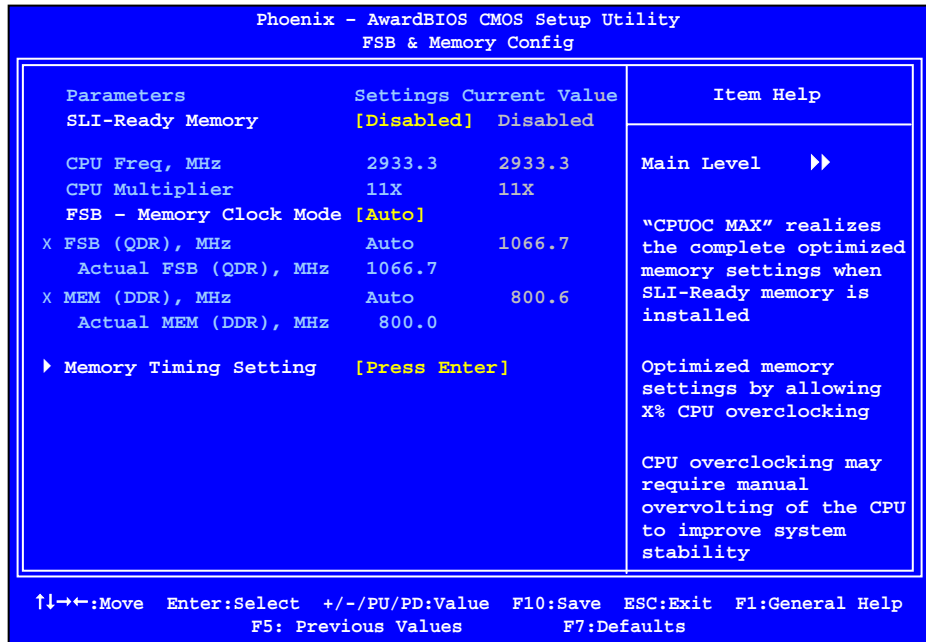 Phoenix – AwardBIOS CMOS Setup Utility
FSB & Memory Config
Parameters Settings Current Value
SLI-Ready Memory [Disabled] Disabled
CPU Freq, MHz 2933.3 2933.3
CPU Multiplier 11X 11X
FSB – Memory Clock Mode [Auto]
X FSB (QDR), MHz Auto 1066.7
Actual FSB (QDR), MHz 1066.7
X MEM (DDR), MHz Auto 800.6
Actual MEM (DDR), MHz 800.0
Memory Timing Setting [Press Enter]
Item Help
Main Level
“CPUOC MAX” realizes
the complete optimized
memory settings when
SLI-Ready memory is
installed
Optimized memory
settings by allowing
X% CPU overclocking
CPU overclocking may
require manual
overvolting of the CPU
to improve system
stability
↑↓→←:Move Enter:Select +/-/PU/PD:Value F10:Save ESC:Exit F1:General Help
F5: Previous Values F7:Defaults